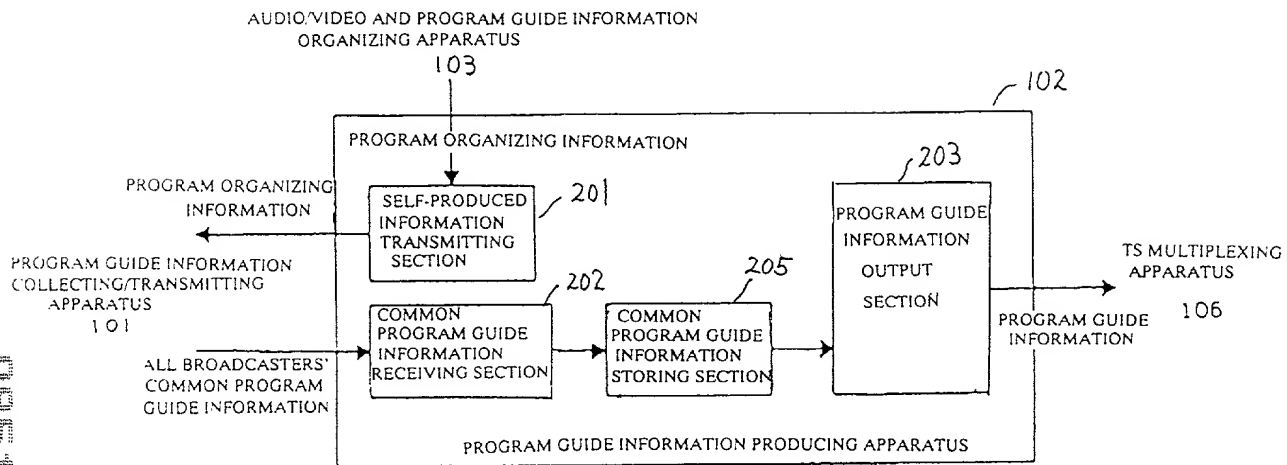 AUDIO/VIDEO AND PROGRAM GUIDE INFORMATION
ORGANIZING APPARATUS
103
102
PROGRAM ORGANIZING INFORMATION
203
PROGRAM ORGANIZING
INFORMATION
201
SELF-PRODUCED
INFORMATION
TRANSMITTING
SECTION
PROGRAM GUIDE
INFORMATION
OUTPUT
SECTION
PROGRAM GUIDE INFORMATION
COLLECTING/TRANSMITTING
APPARATUS
101
TS MULTIPLEXING
APPARATUS
106
202
205
COMMON
PROGRAM GUIDE
INFORMATION
RECEIVING SECTION
COMMON
PROGRAM GUIDE
INFORMATION
STORING SECTION
PROGRAM GUIDE
INFORMATION
ALL BROADCASTERS'
COMMON PROGRAM
GUIDE INFORMATION
PROGRAM GUIDE INFORMATION PRODUCING APPARATUS